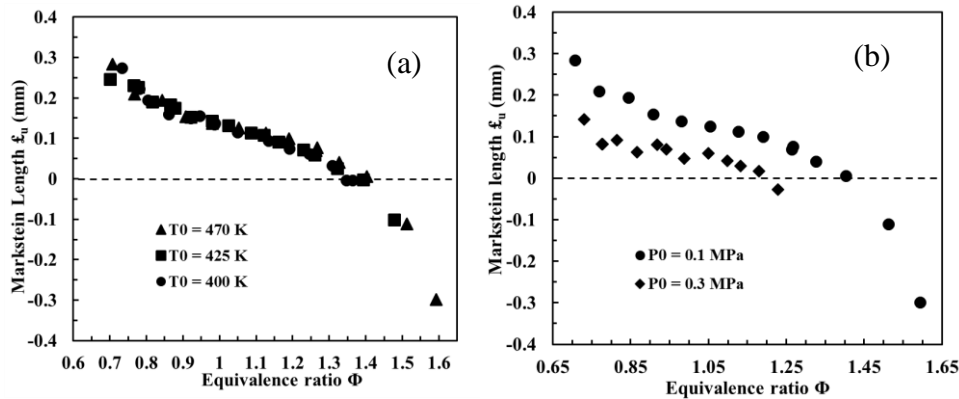 (a)
Markstein Length £u (mm)
0.4
0.3
0.2
0.1
0
-0.1
-0.2
-0.3
-0.4
T0 = 470 K
T0 = 425 K
T0 = 400 K
0.6 0.7 0.8 0.9 1 1.1 1.2 1.3 1.4 1.5 1.6
Equivalence ratio Φ
(b)
Markstein length £u (mm)
0.4
0.3
0.2
0.1
0
-0.1
-0.2
-0.3
-0.4
P0 = 0.1 MPa
P0 = 0.3 MPa
0.65 0.85 1.05 1.25 1.45 1.65
Equivalence ratio Φ